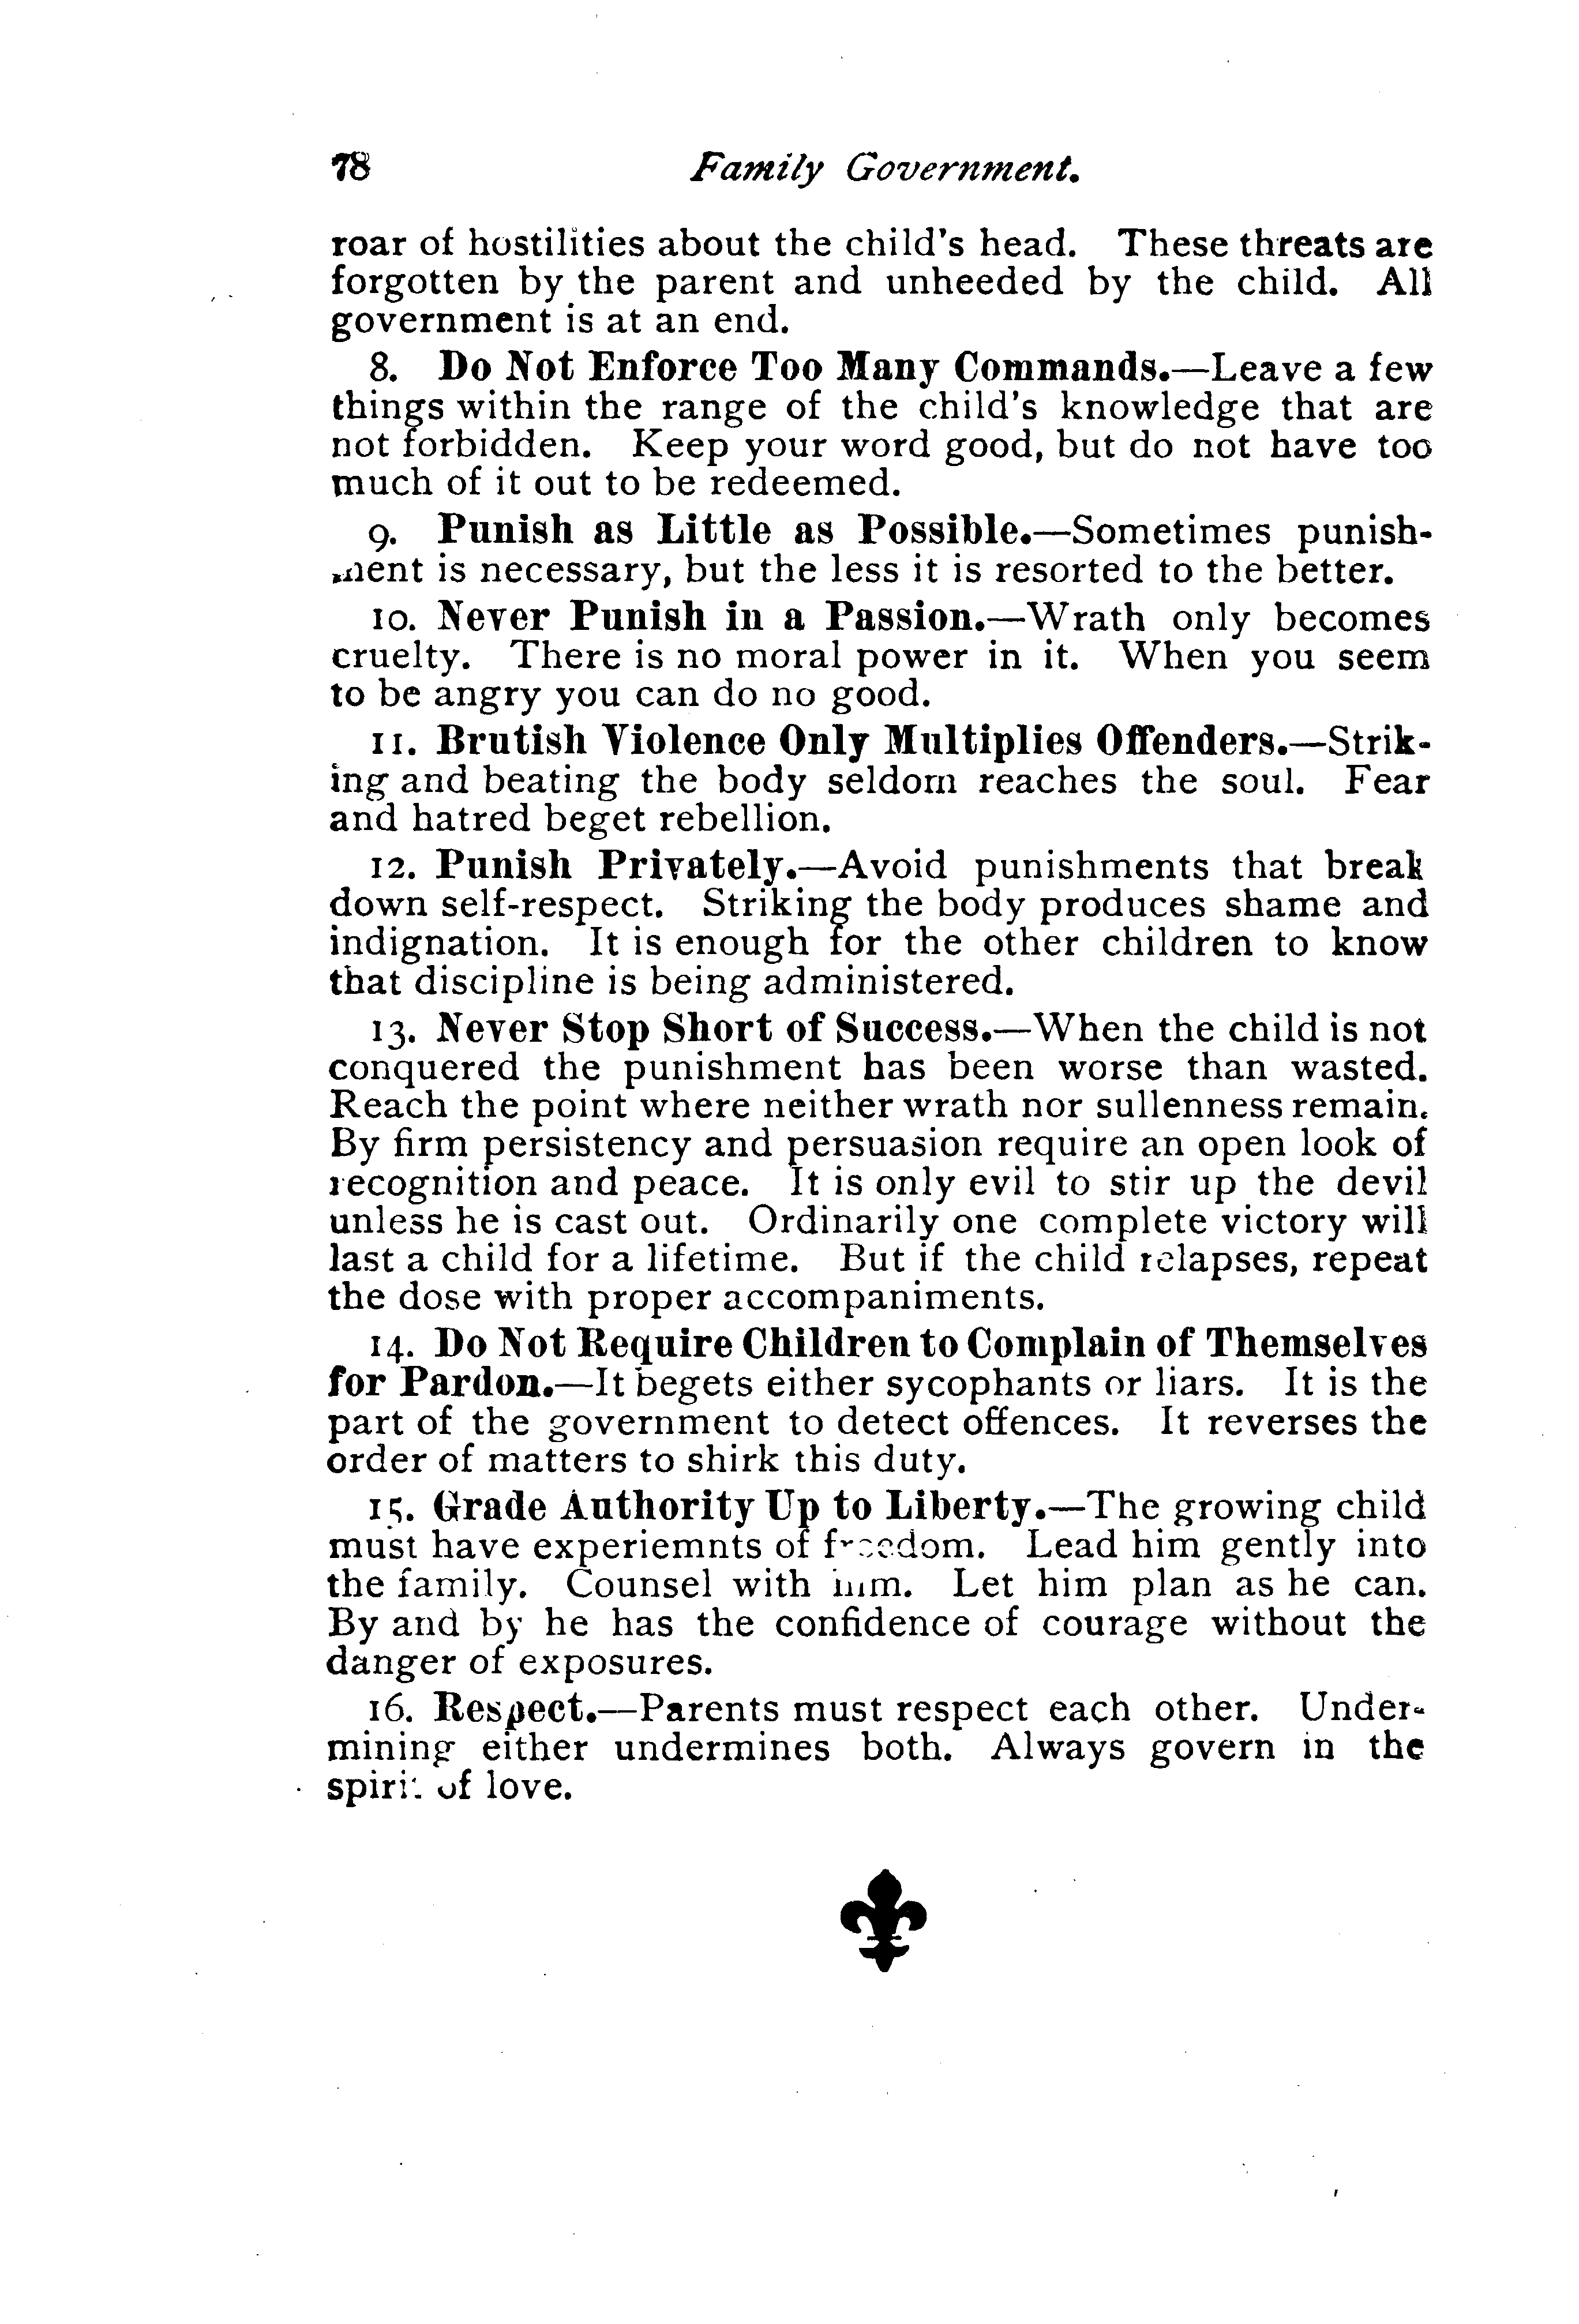 78 Family Government.
roar of hostilities about the child's head. These threats are
forgotten by the parent and unheeded by the child. All
government is at an end.
8. Do Not Enforce Too Many Commands.—Leave a few
things within the range of the child's knowledge that are
not forbidden. Keep your word good, but do not have too
much of it out to be redeemed.
9. Punish as Little as Possible.—Sometimes punish-
ment is necessary, but the less it is resorted to the better.
10. Never Punish in a Passion.—Wrath only becomes
cruelty. There is no moral power in it. When you seem
to be angry you can do no good.
11. Brutish Violence Only Multiplies Offenders.—Strik-
ing and beating the body seldom reaches the soul. Fear
and hatred beget rebellion.
12. Punish Privately.—Avoid punishments that break
down self-respect. Striking the body produces shame and
indignation. It is enough for the other children to know
that discipline is being administered.
13. Never Stop Short of Success.—When the child is not
conquered the punishment has been worse than wasted.
Reach the point where neither wrath nor sullenness remain.
By firm persistency and persuasion require an open look of
recognition and peace. It is only evil to stir up the devil
unless he is cast out. Ordinarily one complete victory will
last a child for a lifetime. But if the child relapses, repeat
the dose with proper accompaniments.
14. Do Not Require Children to Complain of Themselves
for Pardon.—It begets either sycophants or liars. It is the
part of the government to detect offences. It reverses the
order of matters to shirk this duty.
15. Grade Authority Up to Liberty.—The growing child
must have experiemnts of freedom. Lead him gently into
the family. Counsel with him. Let him plan as he can.
By and by he has the confidence of courage without the
danger of exposures.
16. Respect.—Parents must respect each other. Under-
mining either undermines both. Always govern in the
spirit of love.